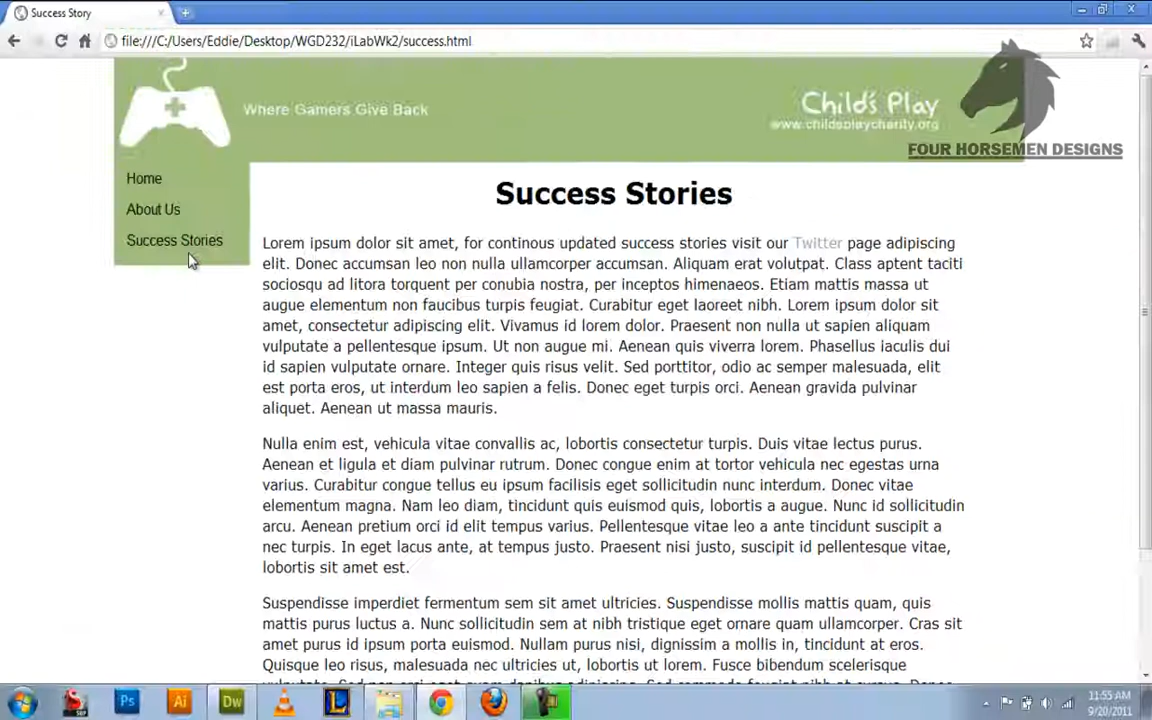 Success Story
file:///C:/Users/Eddie/Desktop/WGD232/iLabWk2/success.html
Where Gamers Give Back
Child's Play
www.childsplaycharity.org
FOUR HORSEMEN DESIGNS
Home
About Us
Success Stories
Success Stories
Lorem ipsum dolor sit amet, for continous updated success stories visit our Twitter page adipiscing
elit. Donec accumsan leo non nulla ullamcorper accumsan. Aliquam erat volutpat. Class aptent taciti
sociosqu ad litora torquent per conubia nostra, per inceptos himenaeos. Etiam mattis massa ut
augue elementum non faucibus turpis feugiat. Curabitur eget laoreet nibh. Lorem ipsum dolor sit
amet, consectetur adipiscing elit. Vivamus id lorem dolor. Praesent non nulla ut sapien aliquam
vulputate a pellentesque ipsum. Ut non augue mi. Aenean quis viverra lorem. Phasellus iaculis dui
id sapien vulputate ornare. Integer quis risus velit. Sed porttitor, odio ac semper malesuada, elit
est porta eros, ut interdum leo sapien a felis. Donec eget turpis orci. Aenean gravida pulvinar
aliquet. Aenean ut massa mauris.
Nulla enim est, vehicula vitae convallis ac, lobortis consectetur turpis. Duis vitae lectus purus.
Aenean et ligula et diam pulvinar rutrum. Donec congue enim at tortor vehicula nec egestas urna
varius. Curabitur congue tellus eu ipsum facilisis eget sollicitudin nunc interdum. Donec vitae
elementum magna. Nam leo diam, tincidunt quis euismod quis, lobortis a augue. Nunc id sollicitudin
arcu. Aenean pretium orci id elit tempus varius. Pellentesque vitae leo a ante tincidunt suscipit a
nec turpis. In eget lacus ante, at tempus justo. Praesent nisi justo, suscipit id pellentesque vitae,
lobortis sit amet est.
Suspendisse imperdiet fermentum sem sit amet ultricies. Suspendisse mollis mattis quam, quis
mattis purus luctus a. Nunc sollicitudin sem at nibh tristique eget ornare quam ullamcorper. Cras sit
amet purus id ipsum porta euismod. Nullam purus nisi, dignissim a mollis in, tincidunt at eros.
Quisque leo risus, malesuada nec ultricies ut, lobortis ut lorem. Fusce bibendum scelerisque
Ps
Ai
Dw
L
11:55 AM
9/20/2011